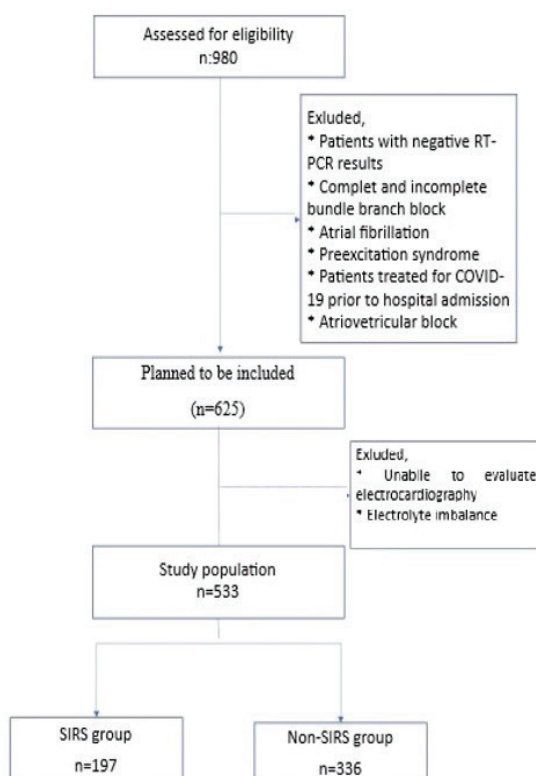 Assessed for eligibility
n:980
Exluded,
* Patients with negative RT-
PCR results
* Complet and incomplete
bundle branch block
* Atrial fibrillation
* Preexcitation syndrome
* Patients treated for COVID-
19 prior to hospital admission
* Atriovetricular block
Planned to be included
(n=625)
Exluded,
* Unablle to evaluate
electrocardiography
* Electrolyte imbalance
Study population
n=533
SIRS group
n=197
Non-SIRS group
n=336